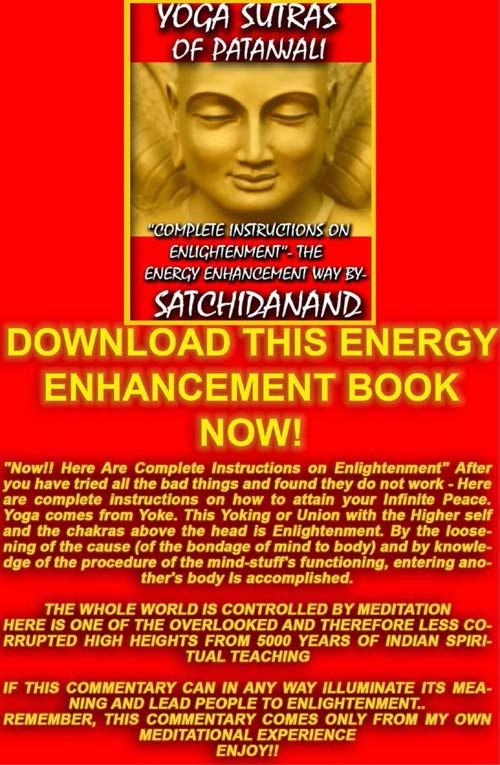 YOGA SUTRAS
OF PATANJALI
"COMPLETE INSTRUCTIONS ON
ENLIGHTENMENT"- THE
ENERGY ENHANCEMENT WAY BY-
SATCHIDANAND
DOWNLOAD THIS ENERGY
ENHANCEMENT BOOK
NOW!
"Now!! Here Are Complete Instructions on Enlightenment" After
you have tried all the bad things and found they do not work - Here
are complete instructions on how to attain your Infinite Peace.
Yoga comes from Yoke. This Yoking or Union with the Higher self
and the chakras above the head is Enlightenment. By the loose-
ning of the cause (of the bondage of mind to body) and by knowle-
dge of the procedure of the mind-stuff's functioning, entering ano-
ther's body Is accomplished.
THE WHOLE WORLD IS CONTROLLED BY MEDITATION
HERE IS ONE OF THE OVERLOOKED AND THEREFORE LESS CO-
RRUPTED HIGH HEIGHTS FROM 5000 YEARS OF INDIAN SPIRI-
TUAL TEACHING
IF THIS COMMENTARY CAN IN ANY WAY ILLUMINATE ITS MEA-
NING AND LEAD PEOPLE TO ENLIGHTENMENT..
REMEMBER, THIS COMMENTARY COMES ONLY FROM MY OWN
MEDITATIONAL EXPERIENCE
ENJOY!!